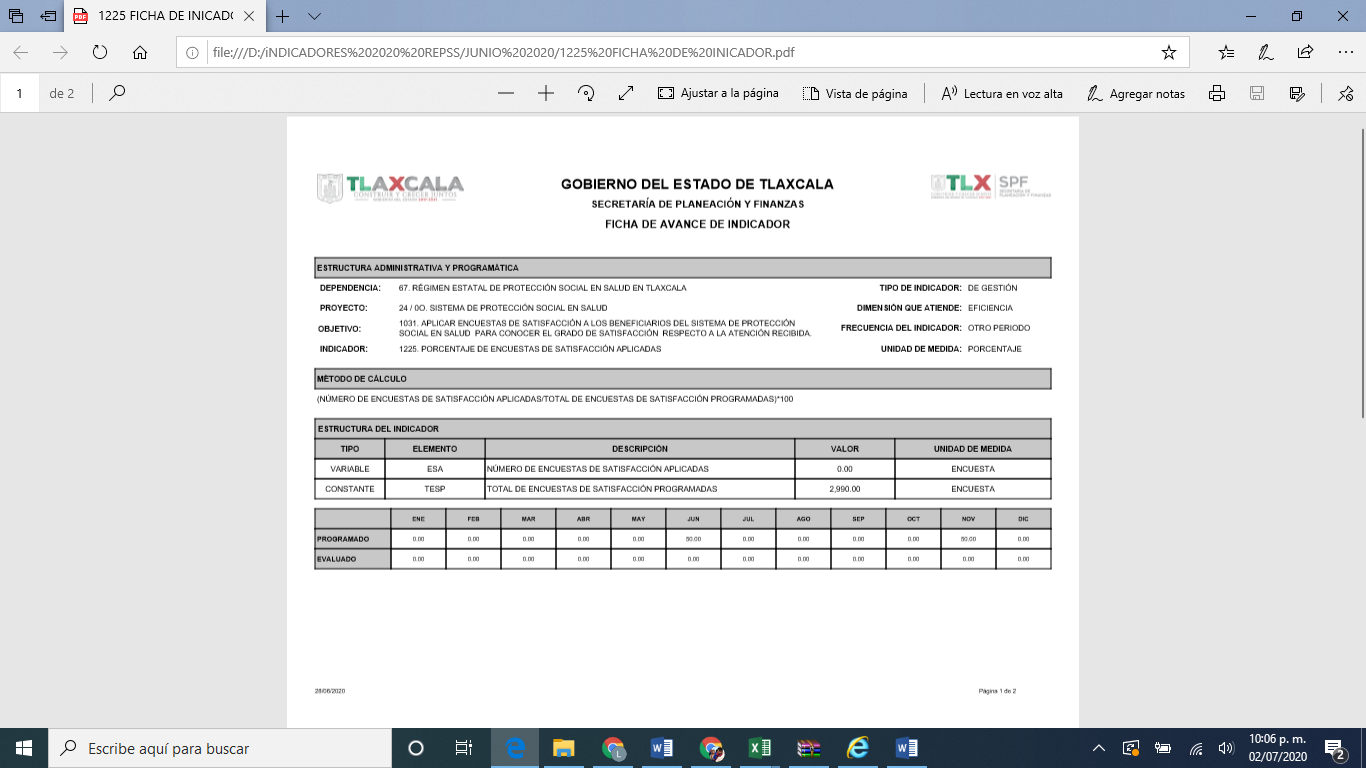 1225 FICHA DE INICADO
file:///D:/iNDICADORES%202020%20REPSS/JUNIO%202020/1225%20FICHA%20DE%20INICADOR.pdf
1 de 2 Ajustar a la página Vista de página Lectura en voz alta Agregar notas
TLAXCALA
CONSTRUIR Y CRECER JUNTOS
GOBIERNO DEL ESTADO DE TLAXCALA
SECRETARÍA DE PLANEACIÓN Y FINANZAS
FICHA DE AVANCE DE INDICADOR
TLX SPF
SECRETARÍA DE
PLANEACIÓN Y FINANZAS
ESTRUCTURA ADMINISTRATIVA Y PROGRAMÁTICA
DEPENDENCIA: 67. RÉGIMEN ESTATAL DE PROTECCIÓN SOCIAL EN SALUD EN TLAXCALA TIPO DE INDICADOR: DE GESTIÓN
PROYECTO: 24 / 0O. SISTEMA DE PROTECCIÓN SOCIAL EN SALUD DIMENSIÓN QUE ATIENDE: EFICIENCIA
OBJETIVO: 1031. APLICAR ENCUESTAS DE SATISFACCIÓN A LOS BENEFICIARIOS DEL SISTEMA DE PROTECCIÓN
SOCIAL EN SALUD PARA CONOCER EL GRADO DE SATISFACCIÓN RESPECTO A LA ATENCIÓN RECIBIDA. FRECUENCIA DEL INDICADOR: OTRO PERIODO
INDICADOR: 1225. PORCENTAJE DE ENCUESTAS DE SATISFACCIÓN APLICADAS UNIDAD DE MEDIDA: PORCENTAJE
MÉTODO DE CÁLCULO
(NÚMERO DE ENCUESTAS DE SATISFACCIÓN APLICADAS/TOTAL DE ENCUESTAS DE SATISFACCIÓN PROGRAMADAS)*100
ESTRUCTURA DEL INDICADOR
TIPO ELEMENTO DESCRIPCIÓN VALOR UNIDAD DE MEDIDA
VARIABLE ESA NÚMERO DE ENCUESTAS DE SATISFACCIÓN APLICADAS 0.00 ENCUESTA
CONSTANTE TESP TOTAL DE ENCUESTAS DE SATISFACCIÓN PROGRAMADAS 2,990.00 ENCUESTA
ENE FEB MAR ABR MAY JUN JUL AGO SEP OCT NOV DIC
PROGRAMADO 0.00 0.00 0.00 0.00 0.00 50.00 0.00 0.00 0.00 0.00 50.00 0.00
EVALUADO 0.00 0.00 0.00 0.00 0.00 0.00 0.00 0.00 0.00 0.00 0.00 0.00
28/06/2020 Página 1 de 2
Escribe aquí para buscar
10:06 p. m.
02/07/2020
2